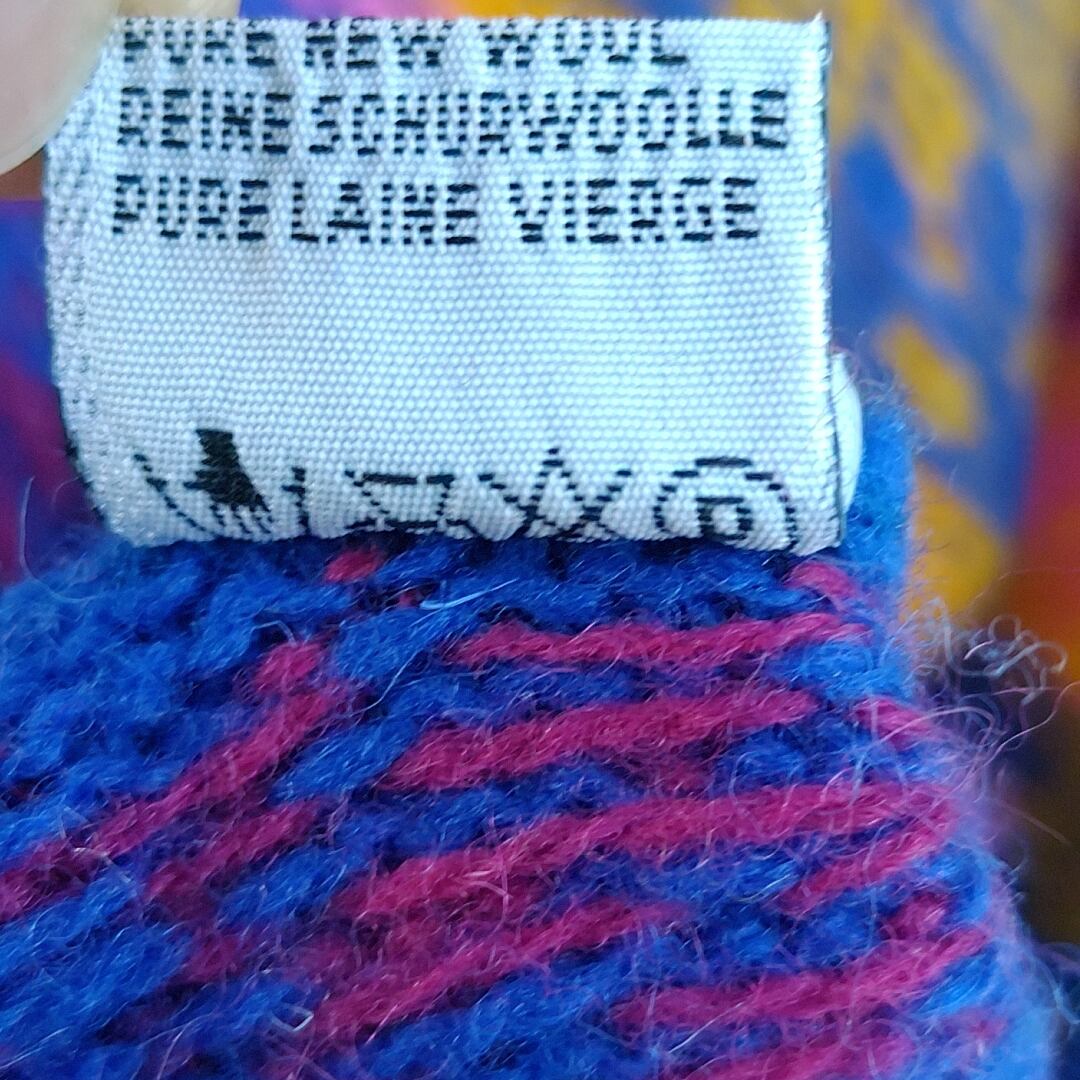 PURE NEW WOOL
REINE SCHURWOLLE
PURE LAINE VIERGE
P